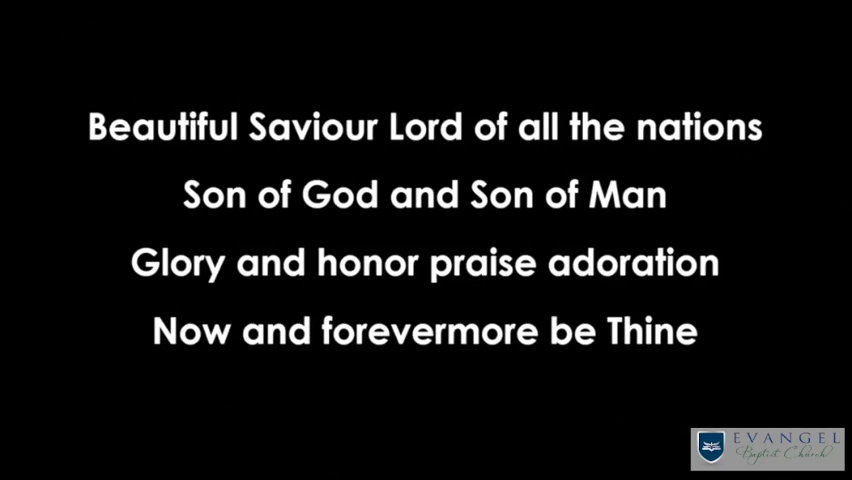 Beautiful Saviour Lord of all the nations
Son of God and Son of Man
Glory and honor praise adoration
Now and forevermore be Thine
EVANGEL
Baptist Church